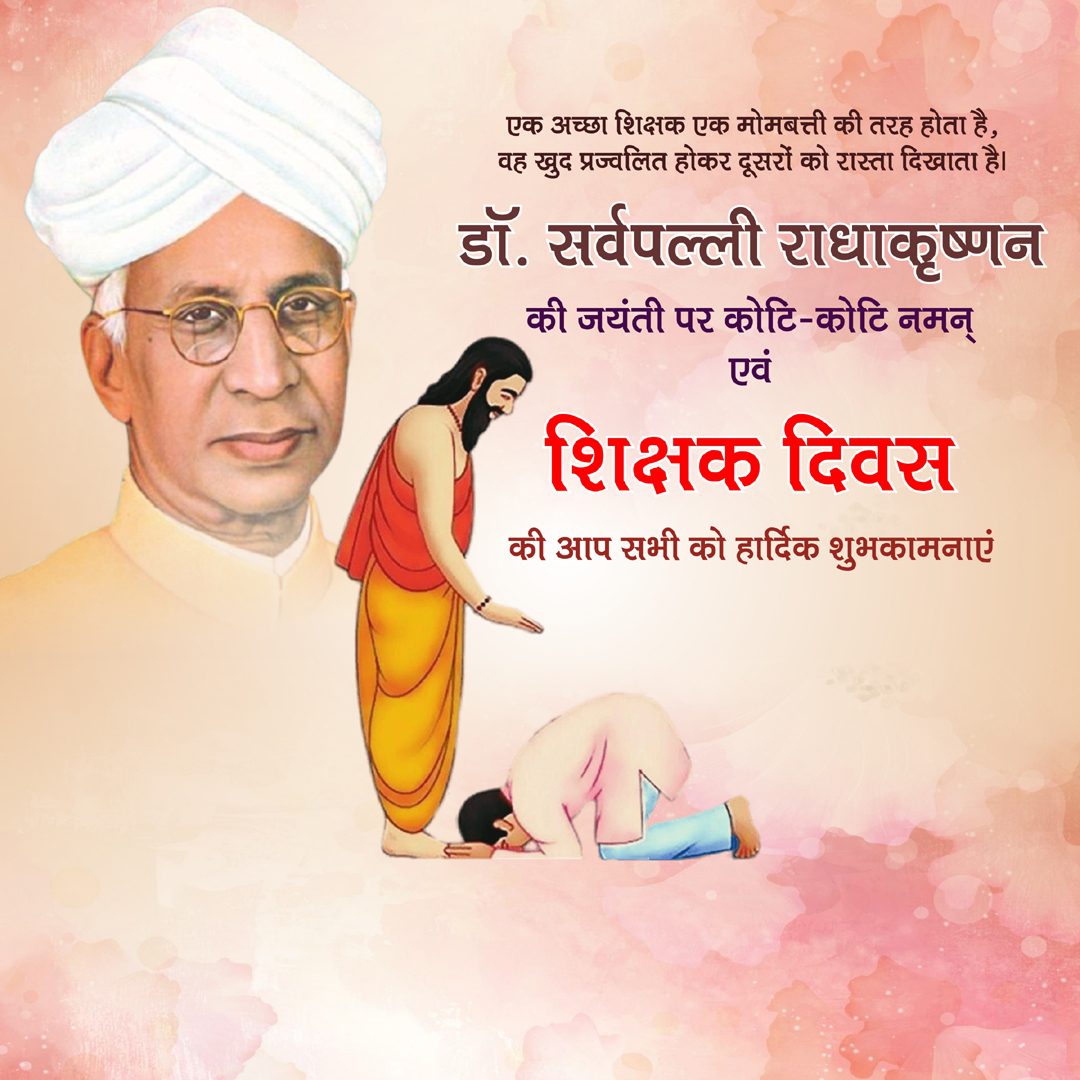 एक अच्छा शिक्षक एक मोमबत्ती की तरह होता है,
वह खुद प्रज्वलित होकर दूसरों को रास्ता दिखाता है।
डॉ. सर्वपल्ली राधाकृष्णन
की जयंती पर कोटि-कोटि नमन्
एवं
शिक्षक दिवस
की आप सभी को हार्दिक शुभकामनाएं